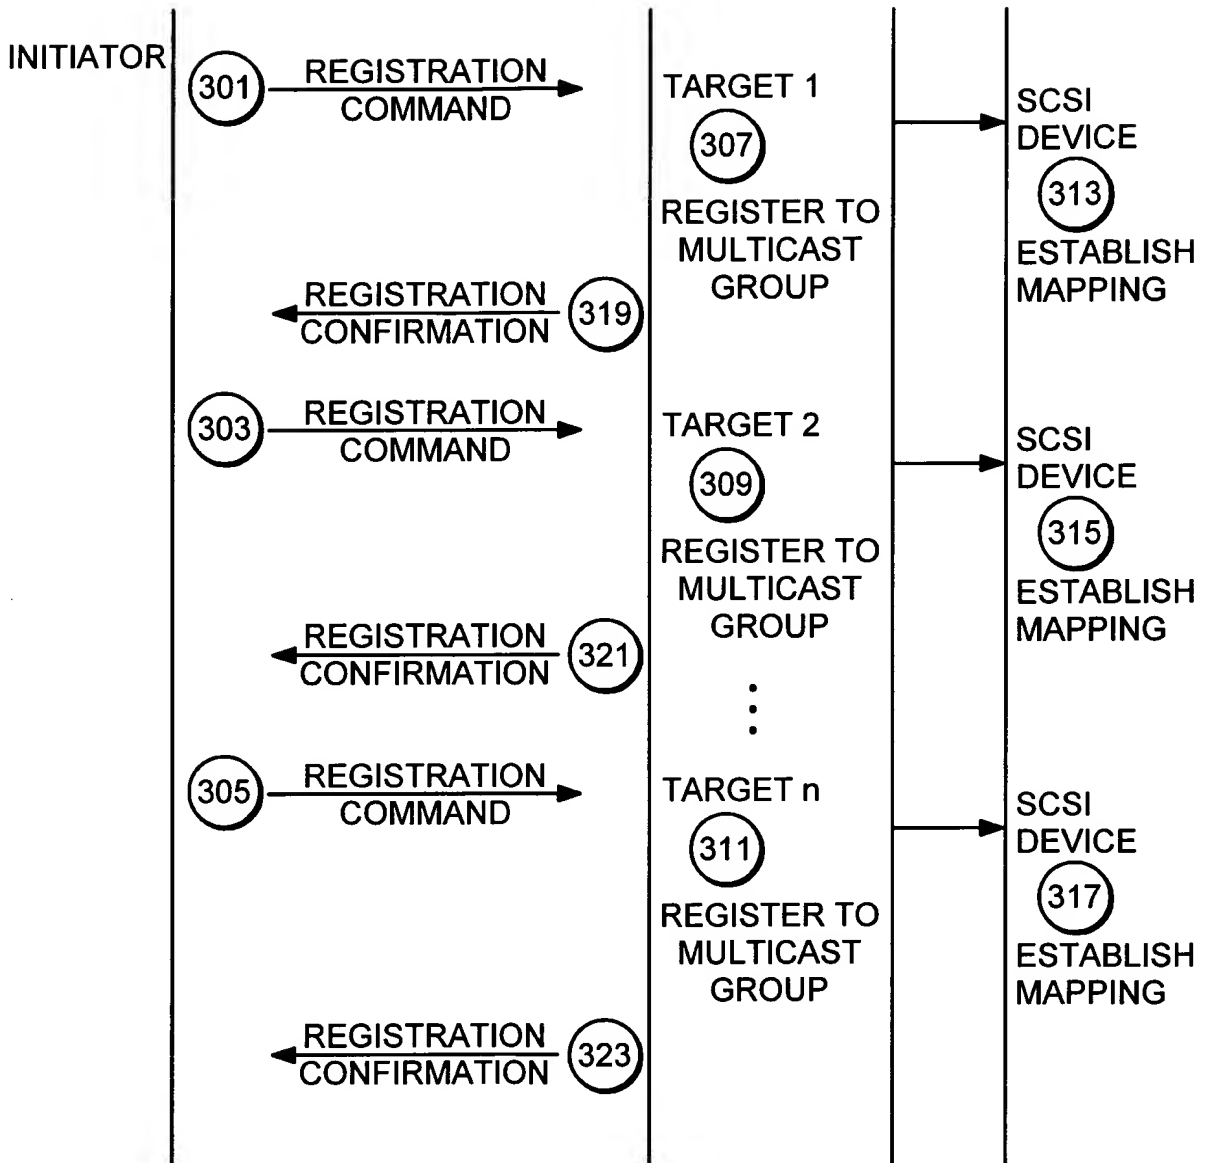 INITIATOR
301
REGISTRATION
COMMAND
TARGET 1
307
REGISTER TO
MULTICAST
GROUP
SCSI
DEVICE
313
ESTABLISH
MAPPING
REGISTRATION
CONFIRMATION
319
303
REGISTRATION
COMMAND
TARGET 2
309
REGISTER TO
MULTICAST
GROUP
SCSI
DEVICE
315
ESTABLISH
MAPPING
REGISTRATION
CONFIRMATION
321
305
REGISTRATION
COMMAND
TARGET n
311
REGISTER TO
MULTICAST
GROUP
SCSI
DEVICE
317
ESTABLISH
MAPPING
REGISTRATION
CONFIRMATION
323